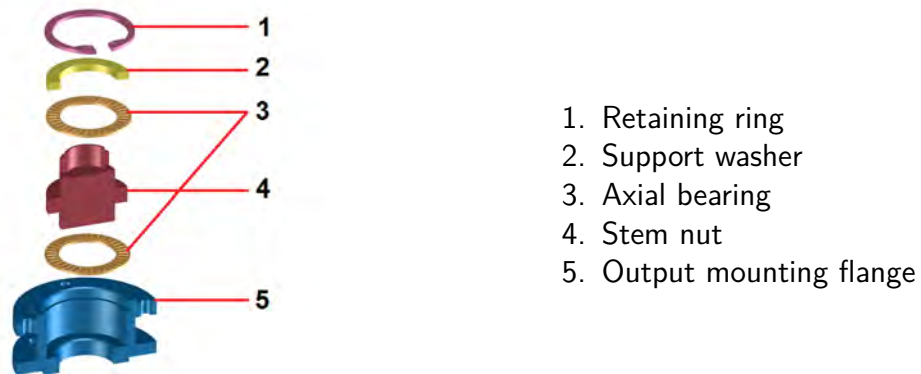 1
2
3
4
5
1. Retaining ring
2. Support washer
3. Axial bearing
4. Stem nut
5. Output mounting flange